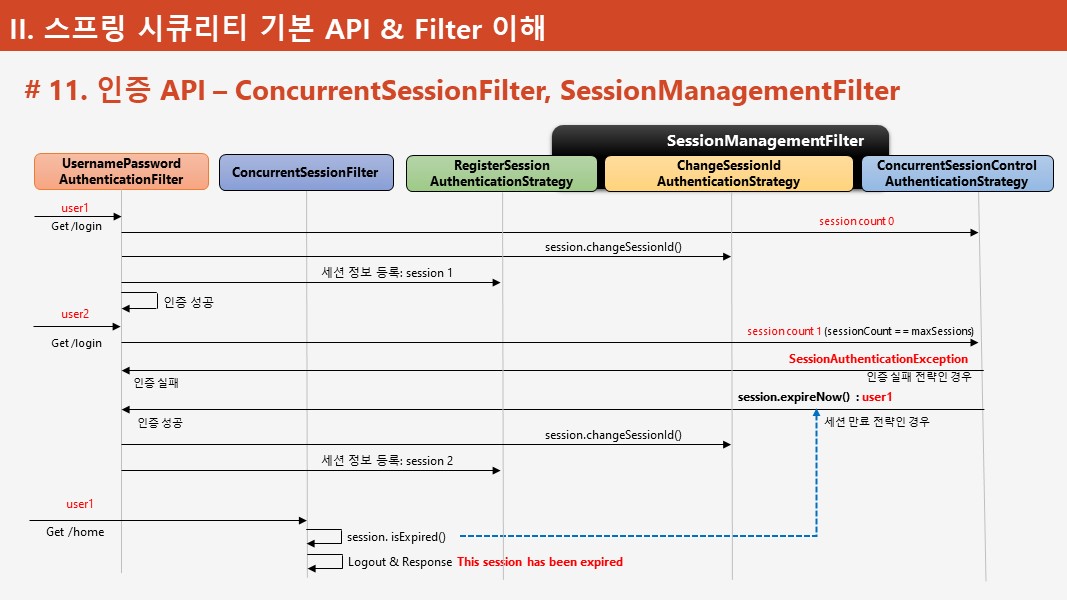 II. 스프링 시큐리티 기본 API & Filter 이해
# 11. 인증 API – ConcurrentSessionFilter, SessionManagementFilter
SessionManagementFilter
UsernamePassword
AuthenticationFilter
ConcurrentSessionFilter
RegisterSession
AuthenticationStrategy
ChangeSessionId
AuthenticationStrategy
ConcurrentSessionControl
AuthenticationStrategy
user1
Get /login
session count 0
session.changeSessionId()
세션 정보 등록: session 1
인증 성공
user2
Get /login
session count 1 (sessionCount == maxSessions)
SessionAuthenticationException
인증 실패 전략인 경우
인증 실패
session.expireNow() : user1
인증 성공
세션 만료 전략인 경우
session.changeSessionId()
세션 정보 등록: session 2
user1
Get /home
session. isExpired()
Logout & Response This session has been expired